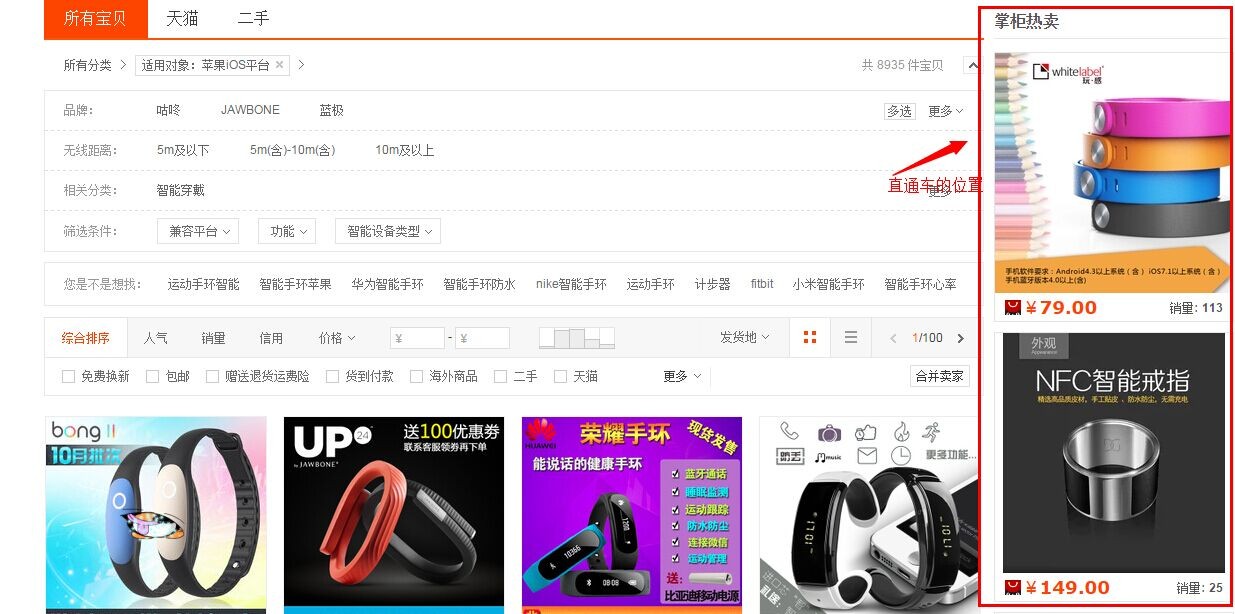 所有宝贝 天猫 二手
所有分类 > 适用对象：苹果iOS平台 × >
共 8935 件宝贝
品牌： 咕咚 JAWBONE 蓝极 多选 更多
无线距离： 5m及以下 5m(含)-10m(含) 10m及以上
相关分类： 智能穿戴 更多
直通车的位置
筛选条件： 兼容平台 功能 智能设备类型
您是不是想找： 运动手环智能 智能手环苹果 华为智能手环 智能手环防水 nike智能手环 运动手环 计步器 fitbit 小米智能手环 智能手环心率
综合排序 人气 销量 信用 价格 ¥ - ¥ 发货地 < 1/100 >
免费换新 包邮 赠送退货运费险 货到付款 海外商品 二手 天猫 更多 合并卖家
bong II
10月批次
UP 24
by JAWBONE®
送100优惠券
联系客服领券再下单
HUAWEI
荣耀手环
现货发售
能说话的健康手环
蓝牙通话
睡眠监测
运动跟踪
防水防尘
连接微信
运动管理
10366
1200
08:08
送：
比亚迪移动电源
防丢
music
更多功能...
10:17
10:17
掌柜热卖
whitelabel
玩·感
手机软件要求：Android4.3以上系统（含） iOS7.1以上系统（含）
手机蓝牙版本4.0以上(含)
¥79.00 销量: 113
外观
Appearance
NFC智能戒指
精选高品质皮材，手工贴皮 、防水防尘，无需充电
¥149.00 销量: 25